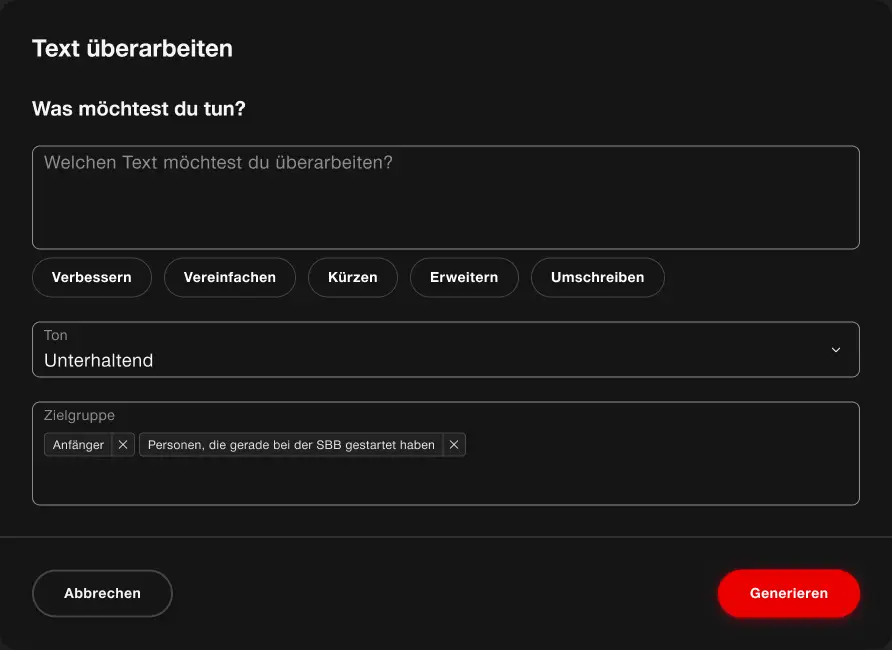 Text überarbeiten
Was möchtest du tun?
Welchen Text möchtest du überarbeiten?
Verbessern Vereinfachen Kürzen Erweitern Umschreiben
Ton
Unterhaltend
Zielgruppe
Anfänger Personen, die gerade bei der SBB gestartet haben
Abbrechen Generieren